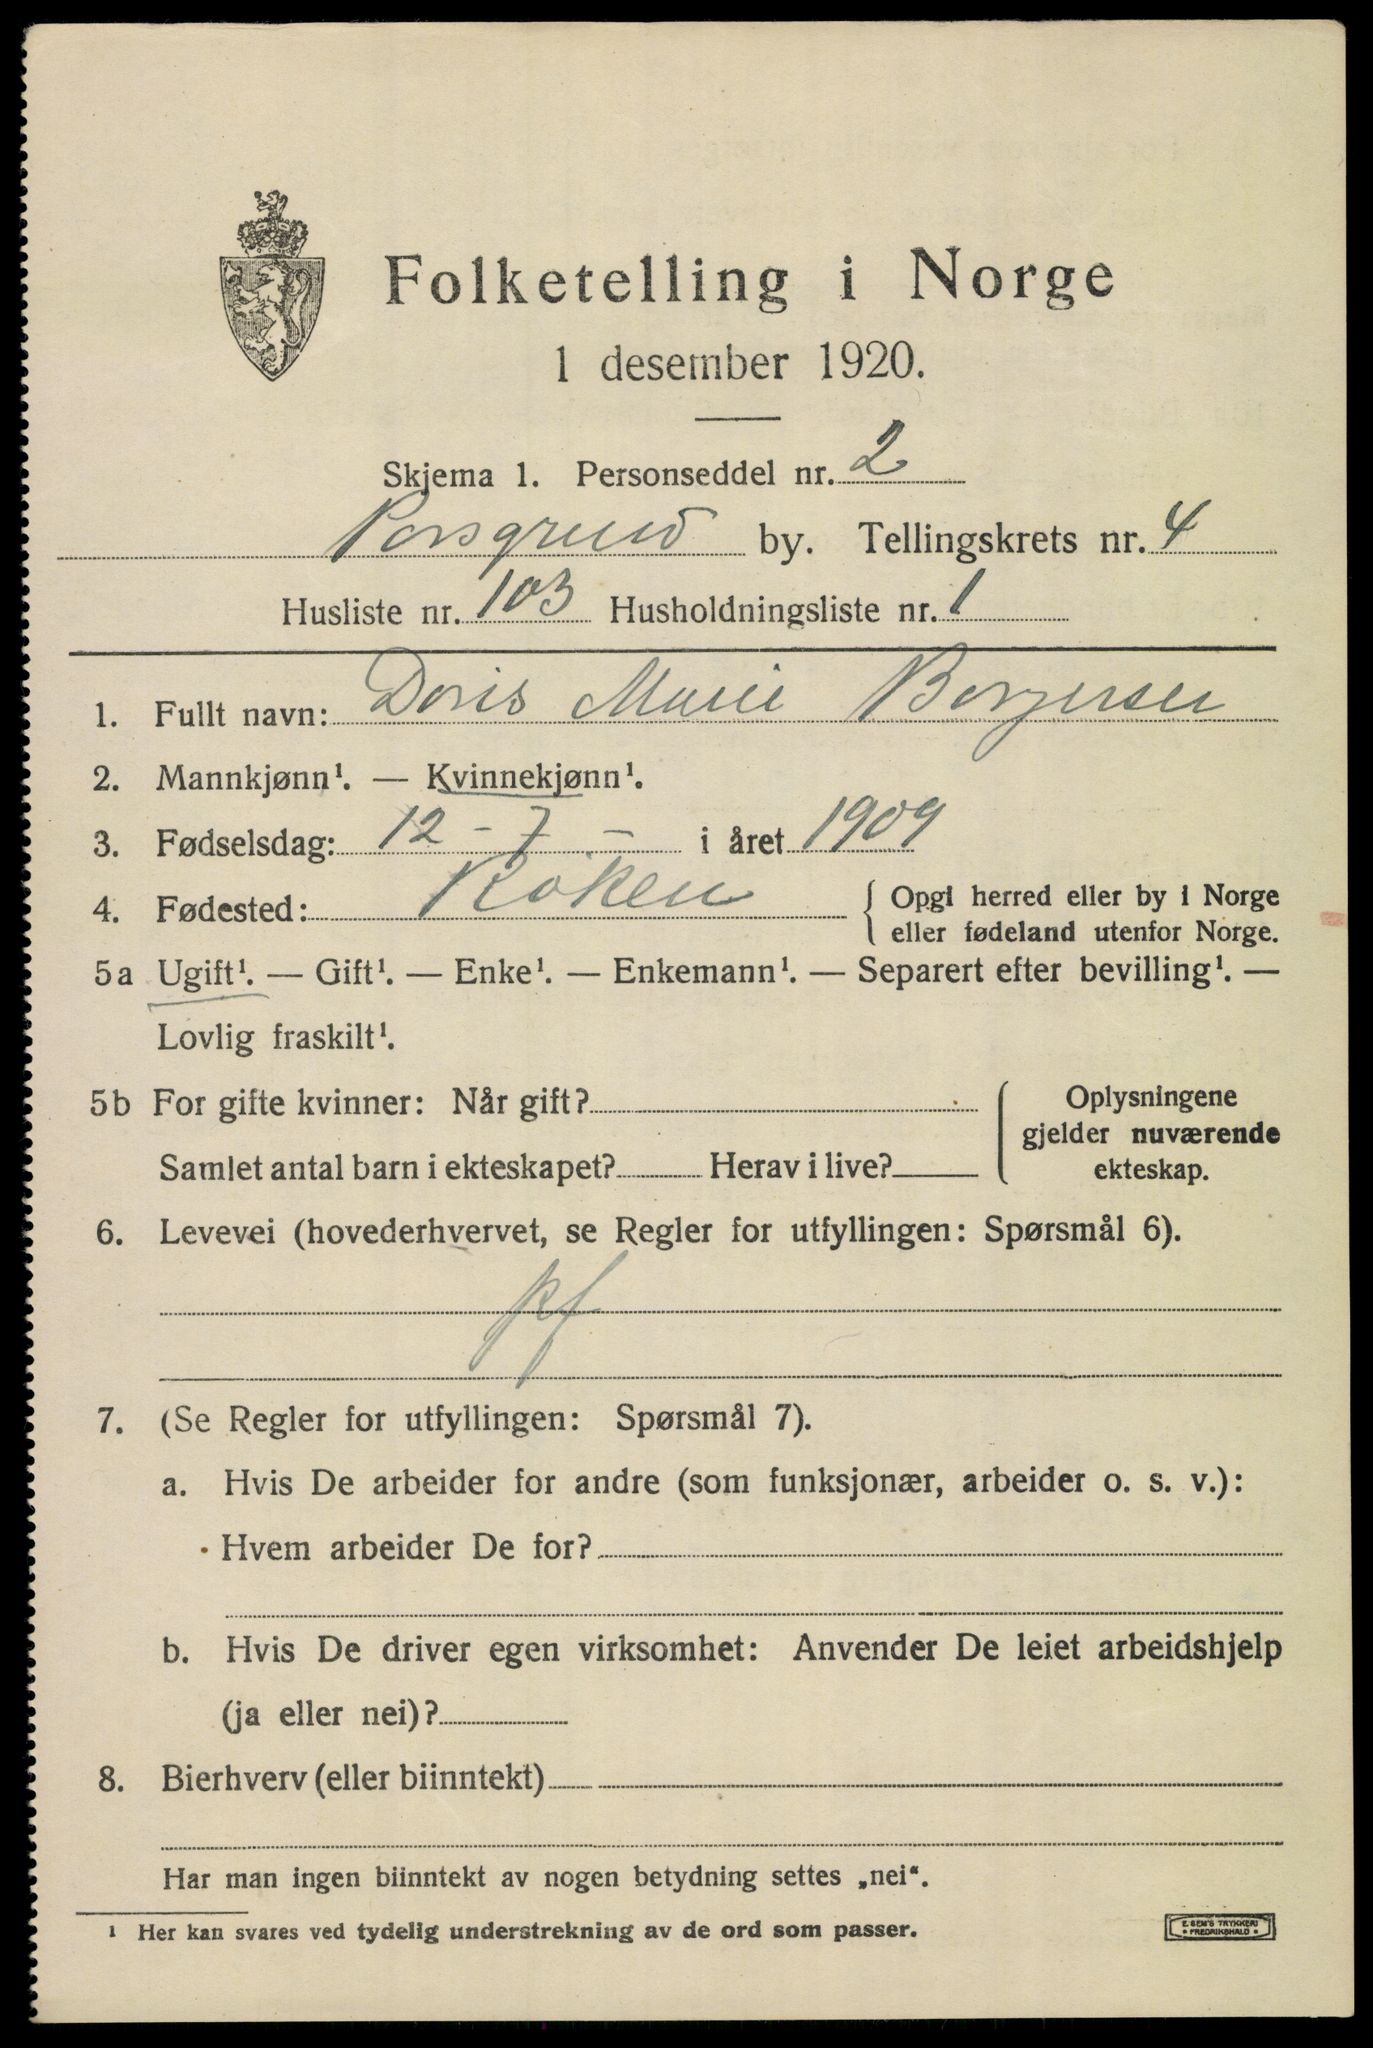 Folketelling i Norge
1 desember 1920.
Skjema 1. Personseddel nr. 2
Porsgrund by. Tellingskrets nr. 4
Husliste nr. 103 Husholdningsliste nr. 1
1. Fullt navn: Doris Marie Borgersen
2. Mannkjønn¹. — Kvinnekjønn¹.
3. Fødselsdag: 12 - 7 - i året 1909
4. Fødested: Röken { Opgi herred eller by i Norge
eller fødeland utenfor Norge.
5a Ugift¹. — Gift¹. — Enke¹. — Enkemann¹. — Separert efter bevilling¹. —
Lovlig fraskilt¹.
5b For gifte kvinner: Når gift? Oplysningene
gjelder nuværende
Samlet antal barn i ekteskapet? Herav i live? ekteskap.
6. Levevei (hovederhvervet, se Regler for utfyllingen: Spørsmål 6).
pf
7. (Se Regler for utfyllingen: Spørsmål 7).
a. Hvis De arbeider for andre (som funksjonær, arbeider o. s. v.):
Hvem arbeider De for?
b. Hvis De driver egen virksomhet: Anvender De leiet arbeidshjelp
(ja eller nei)?
8. Bierhverv (eller biinntekt)
Har man ingen biinntekt av nogen betydning settes „nei“.
¹ Her kan svares ved tydelig understrekning av de ord som passer.
E. SEM'S TRYKKERI
• FREDRIKSHALD •